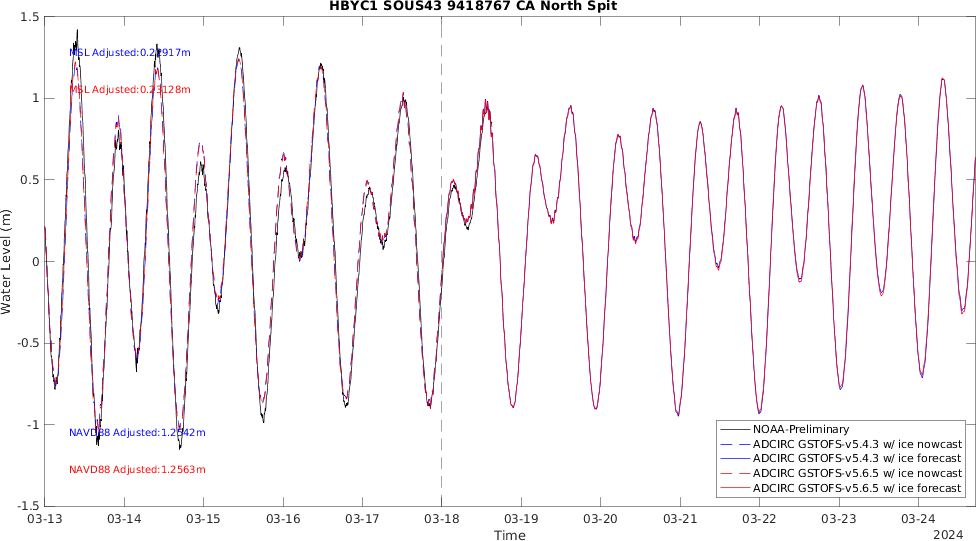 HBYC1 SOUS43 9418767 CA North Spit
1.5
1
0.5
0
-0.5
-1
-1.5
Water Level (m)
MSL Adjusted:0.22917m
MSL Adjusted:0.23128m
NAVD88 Adjusted:1.2542m
NAVD88 Adjusted:1.2563m
NOAA-Preliminary
ADCIRC GSTOFS-v5.4.3 w/ ice nowcast
ADCIRC GSTOFS-v5.4.3 w/ ice forecast
ADCIRC GSTOFS-v5.6.5 w/ ice nowcast
ADCIRC GSTOFS-v5.6.5 w/ ice forecast
03-13 03-14 03-15 03-16 03-17 03-18 03-19 03-20 03-21 03-22 03-23 03-24
Time
2024